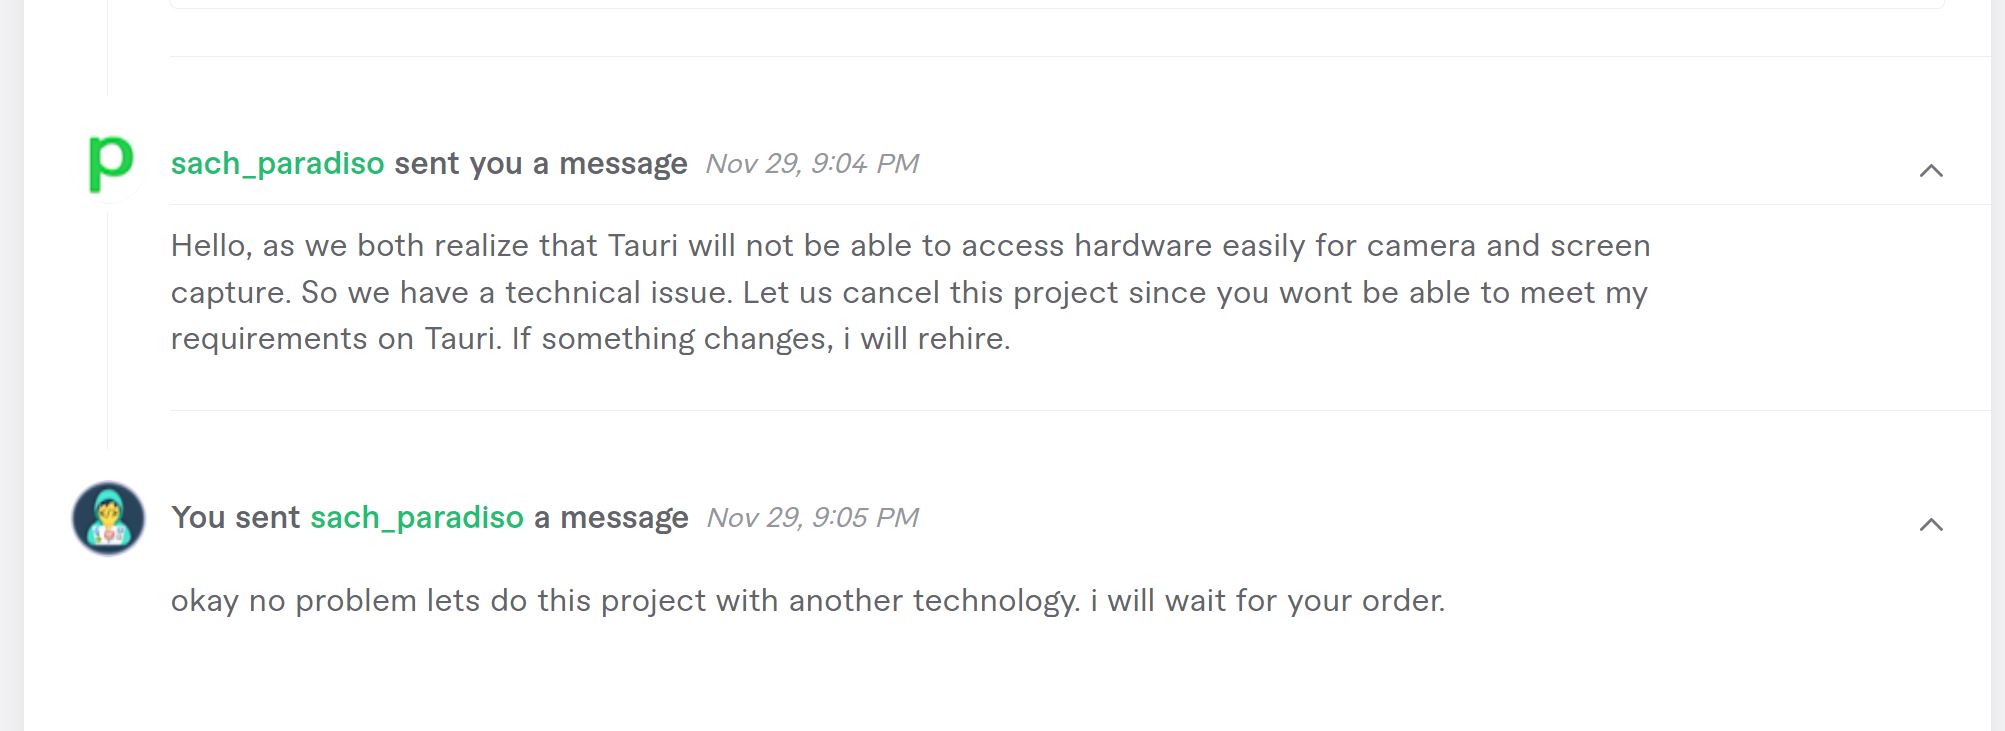 sach_paradiso sent you a message Nov 29, 9:04 PM
Hello, as we both realize that Tauri will not be able to access hardware easily for camera and screen
capture. So we have a technical issue. Let us cancel this project since you wont be able to meet my
requirements on Tauri. If something changes, i will rehire.
You sent sach_paradiso a message Nov 29, 9:05 PM
okay no problem lets do this project with another technology. i will wait for your order.